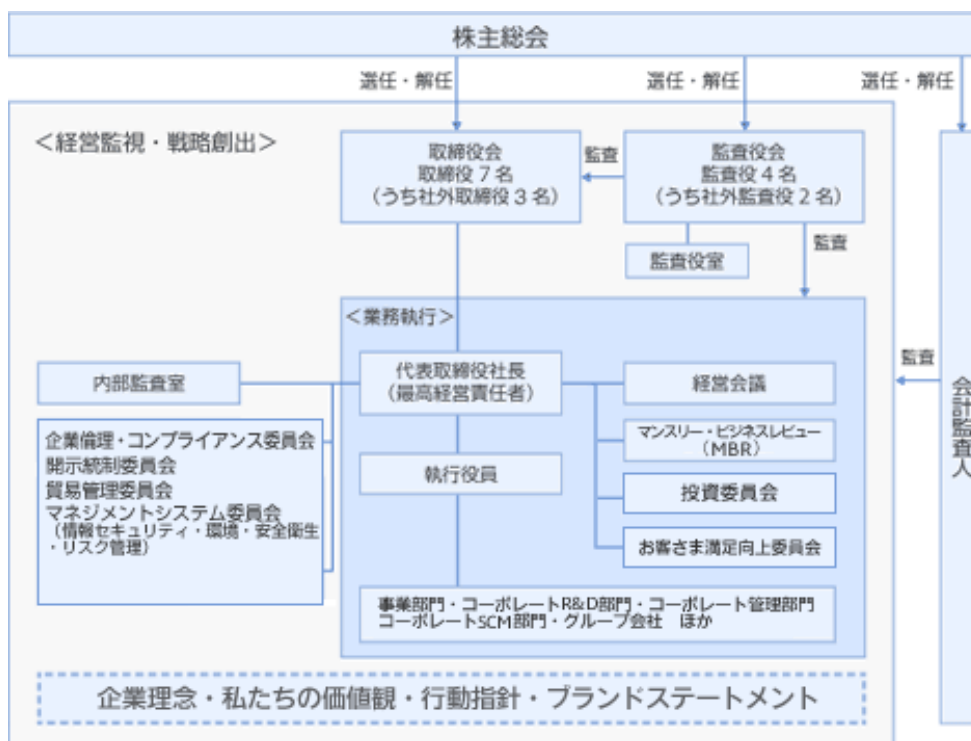 株主総会
選任・解任
選任・解任
選任・解任
＜経営監視・戦略創出＞
取締役会
取締役７名
（うち社外取締役３名）
監査
監査役会
監査役４名
（うち社外監査役２名）
監査役室
監査
＜業務執行＞
内部監査室
代表取締役社長
（最高経営責任者）
経営会議
監査
会計監査人
企業倫理・コンプライアンス委員会
開示統制委員会
貿易管理委員会
マネジメントシステム委員会
（情報セキュリティ・環境・安全衛生
・リスク管理）
執行役員
マンスリー・ビジネスレビュー
（MBR）
投資委員会
お客さま満足向上委員会
事業部門・コーポレートR&D部門・コーポレート管理部門
コーポレートSCM部門・グループ会社　ほか
企業理念・私たちの価値観・行動指針・ブランドステートメント